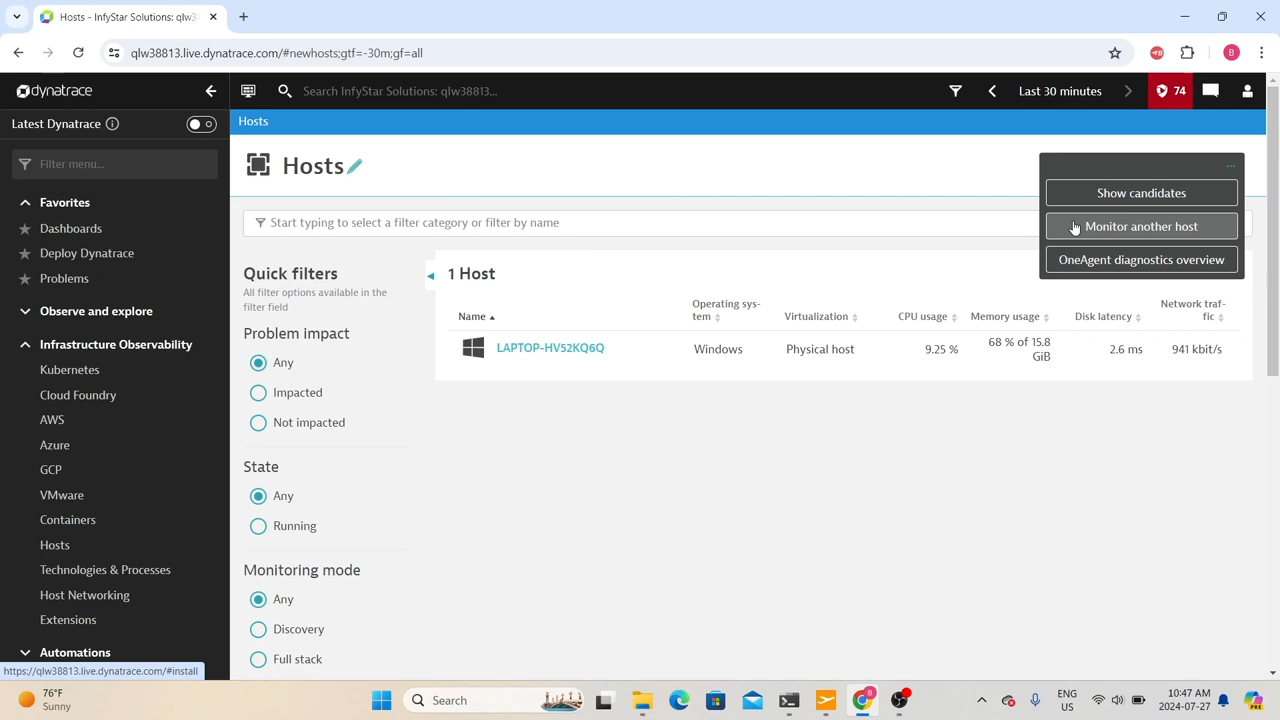 Hosts - InfyStar Solutions: qlw3
qlw38813.live.dynatrace.com/#newhosts;gtf=-30m;gf=all
B
dynatrace
Search InfyStar Solutions: qlw38813...
Last 30 minutes
74
Latest Dynatrace
Hosts
Filter menu...
Hosts
Favorites
Dashboards
Deploy Dynatrace
Problems
Observe and explore
Infrastructure Observability
Kubernetes
Cloud Foundry
AWS
Azure
GCP
VMware
Containers
Hosts
Technologies & Processes
Host Networking
Extensions
Automations
...
Show candidates
Monitor another host
OneAgent diagnostics overview
Start typing to select a filter category or filter by name
Quick filters
All filter options available in the
filter field
Problem impact
Any
Impacted
Not impacted
State
Any
Running
Monitoring mode
Any
Discovery
Full stack
1 Host
Name
Operating sys-
tem
Virtualization
CPU usage
Memory usage
Disk latency
Network traf-
fic
LAPTOP-HV52KQ6Q
Windows
Physical host
9.25 %
68 % of 15.8
GiB
2.6 ms
941 kbit/s
https://qlw38813.live.dynatrace.com/#install
76°F
Sunny
Search
ENG
US
10:47 AM
2024-07-27